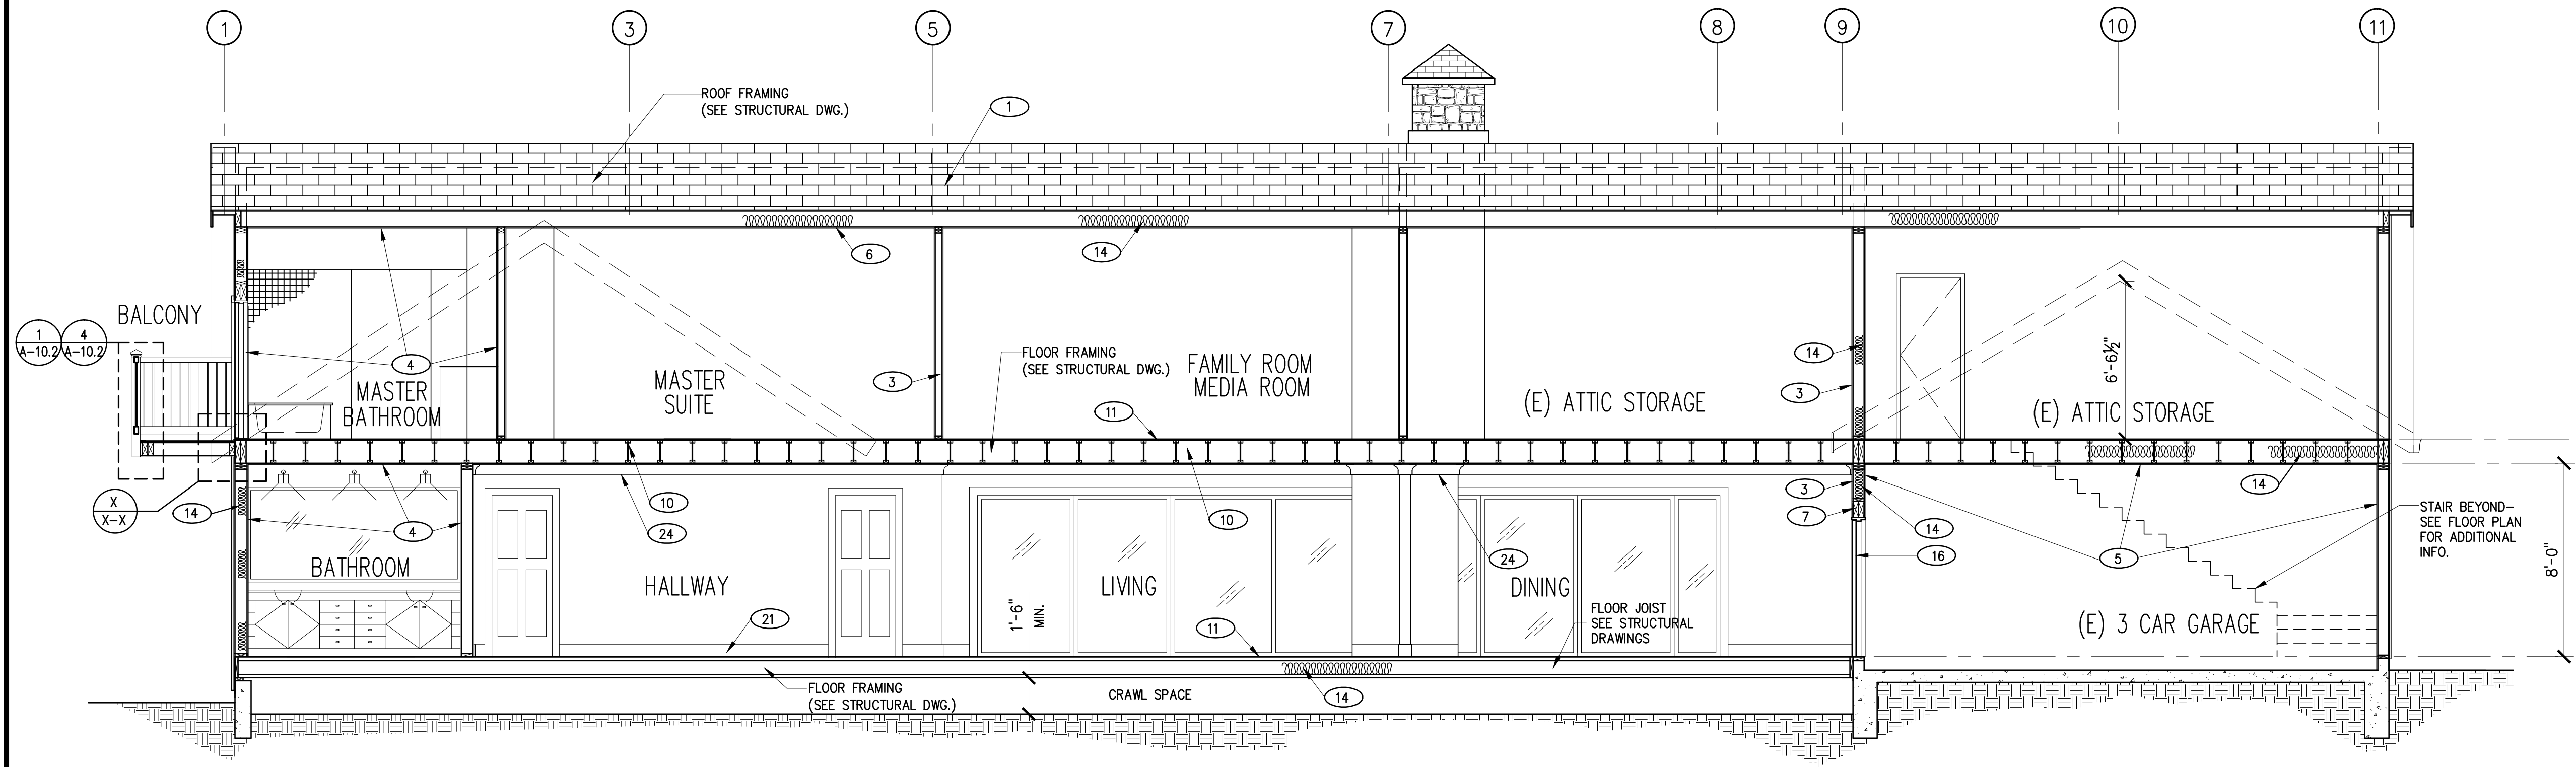 1 3 5 7 8 9 10 11
ROOF FRAMING
(SEE STRUCTURAL DWG.)
1
6
14
BALCONY
1
A-10.2
4
A-10.2
4
MASTER
BATHROOM
MASTER
SUITE
3
FLOOR FRAMING
(SEE STRUCTURAL DWG.)
FAMILY ROOM
MEDIA ROOM
11
(E) ATTIC STORAGE
14
3
6'-6½"
(E) ATTIC STORAGE
X
X-X
14
4
10
24
10
24
3
7
14
16
5
14
STAIR BEYOND-
SEE FLOOR PLAN
FOR ADDITIONAL
INFO.
8'-0"
BATHROOM
HALLWAY
LIVING
DINING
21
1'-6"
MIN.
11
FLOOR JOIST
SEE STRUCTURAL
DRAWINGS
(E) 3 CAR GARAGE
FLOOR FRAMING
(SEE STRUCTURAL DWG.)
CRAWL SPACE
14